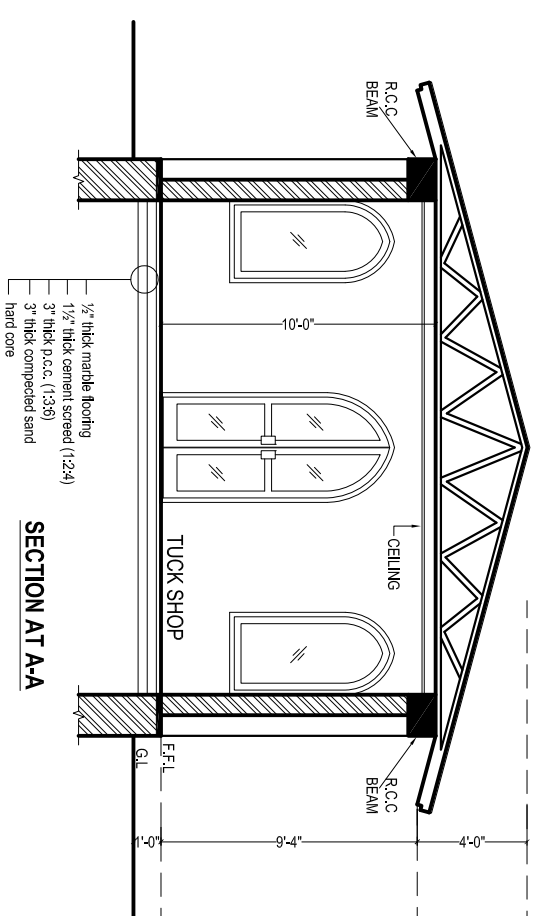 R.C.C
BEAM
10'-0"
CEILING
TUCK SHOP
R.C.C
BEAM
4'-0"
9'-4"
1'-0"
F.F.L
G.L
½" thick marble flooring
1½" thick cement screed (1:2:4)
3" thick p.c.c. (1:3:6)
3" thick compected sand
hard core
SECTION AT A-A